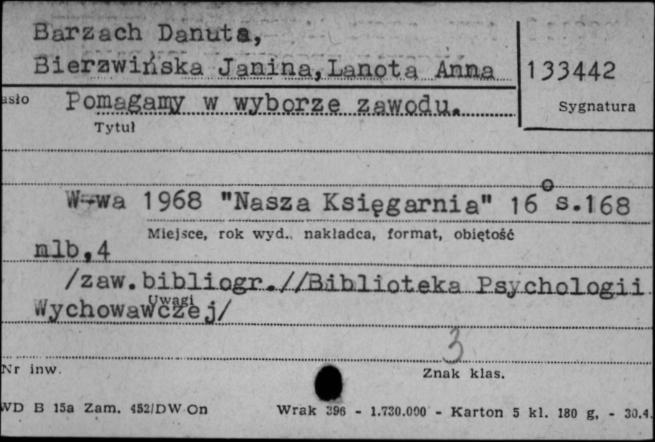 Barzach Danuta,
Bierzwińska Janina, Lanota Anna 133442
asło Pomagamy w wyborze zawodu. Sygnatura
Tytuł
W-wa 1968 "Nasza Księgarnia" 16° s.168
Miejsce, rok wyd., nakładca, format, objętość
nlb,4
/zaw.bibliogr.//Biblioteka Psychologii
Uwagi
Wychowawczej/
3
Nr inw. Znak klas.
WD B 15a Zam. 452/DW On Wrak 396 - 1.730.000 - Karton 5 kl. 180 g, - 30.4.